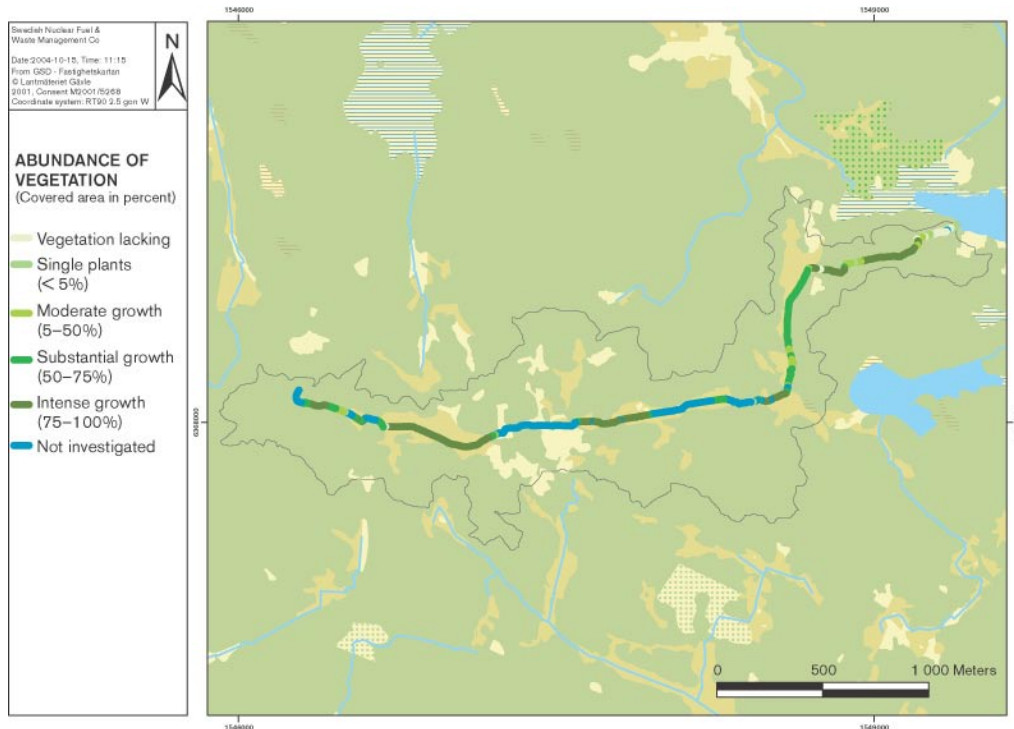 Swedish Nuclear Fuel &
Waste Management Co
Date:2004-10-15, Time: 11:15
From GSD - Fastighetskartan
© Lantmäteriet Gävle
2001, Consent M2001/5268
Coordinate system: RT90 2.5 gon W
N
ABUNDANCE OF
VEGETATION
(Covered area in percent)
Vegetation lacking
Single plants
(< 5%)
Moderate growth
(5–50%)
Substantial growth
(50–75%)
Intense growth
(75–100%)
Not investigated
1546000
1549000
6368000
0 500 1 000 Meters
1546000
1549000